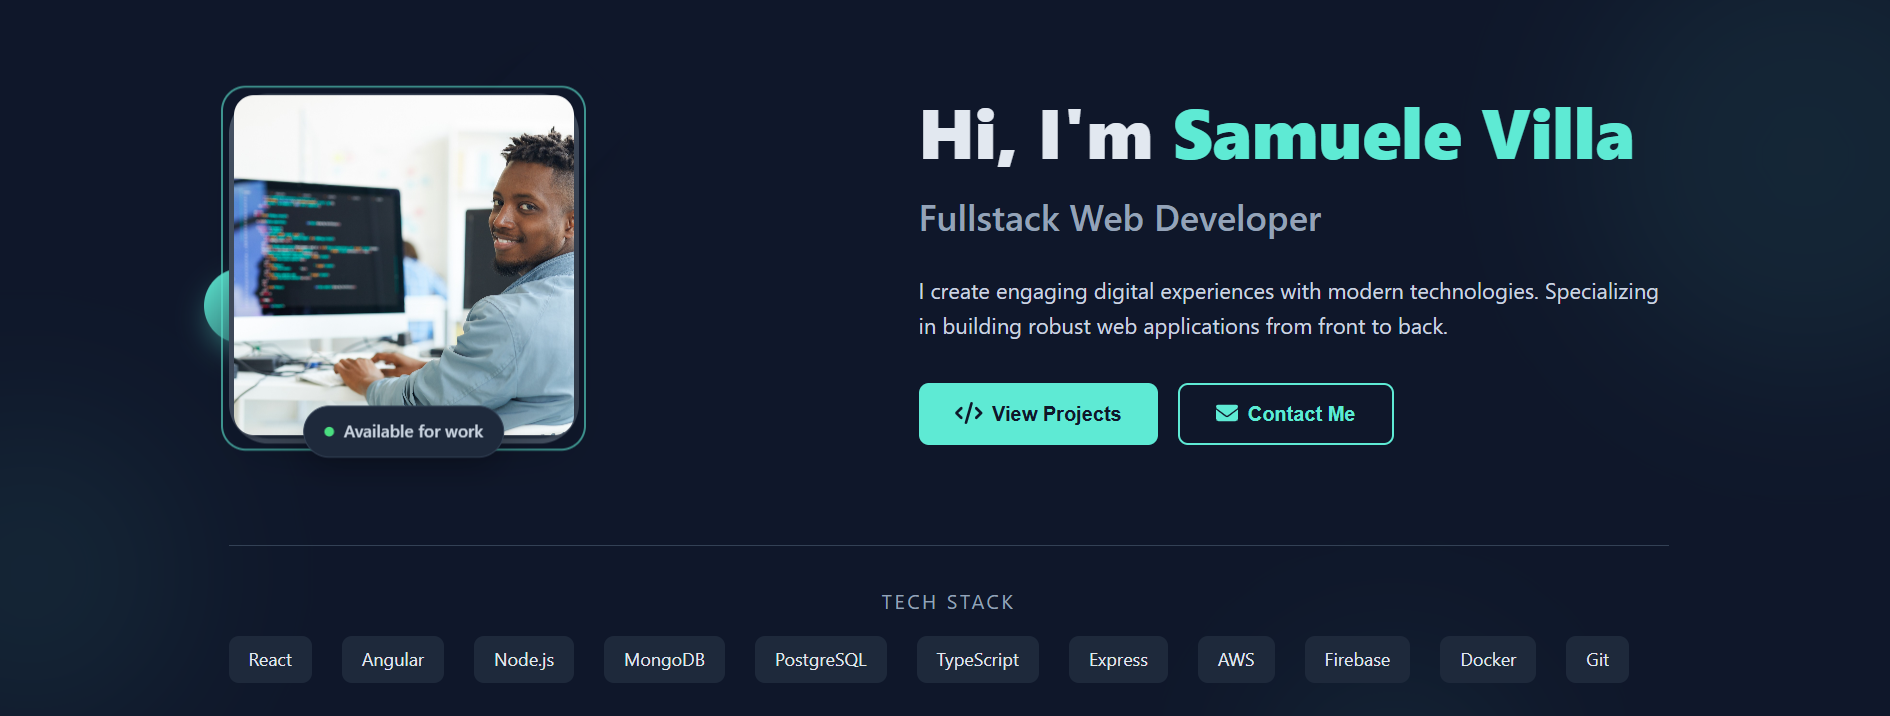 Hi, I'm Samuele Villa
Fullstack Web Developer
I create engaging digital experiences with modern technologies. Specializing
in building robust web applications from front to back.
</> View Projects
Contact Me
Available for work
TECH STACK
React
Angular
Node.js
MongoDB
PostgreSQL
TypeScript
Express
AWS
Firebase
Docker
Git